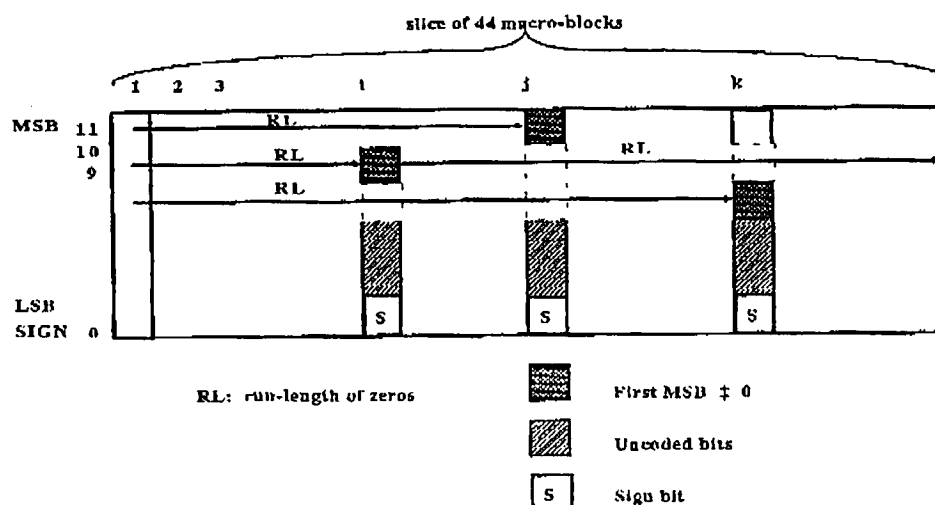 slice of 44 macro-blocks
1 2 3 i j k
MSB 11 RL
10 RL RL
9
RL
LSB
SIGN 0 S S S
RL: run-length of zeros
First MSB ‡ 0
Uncoded bits
S Sign bit